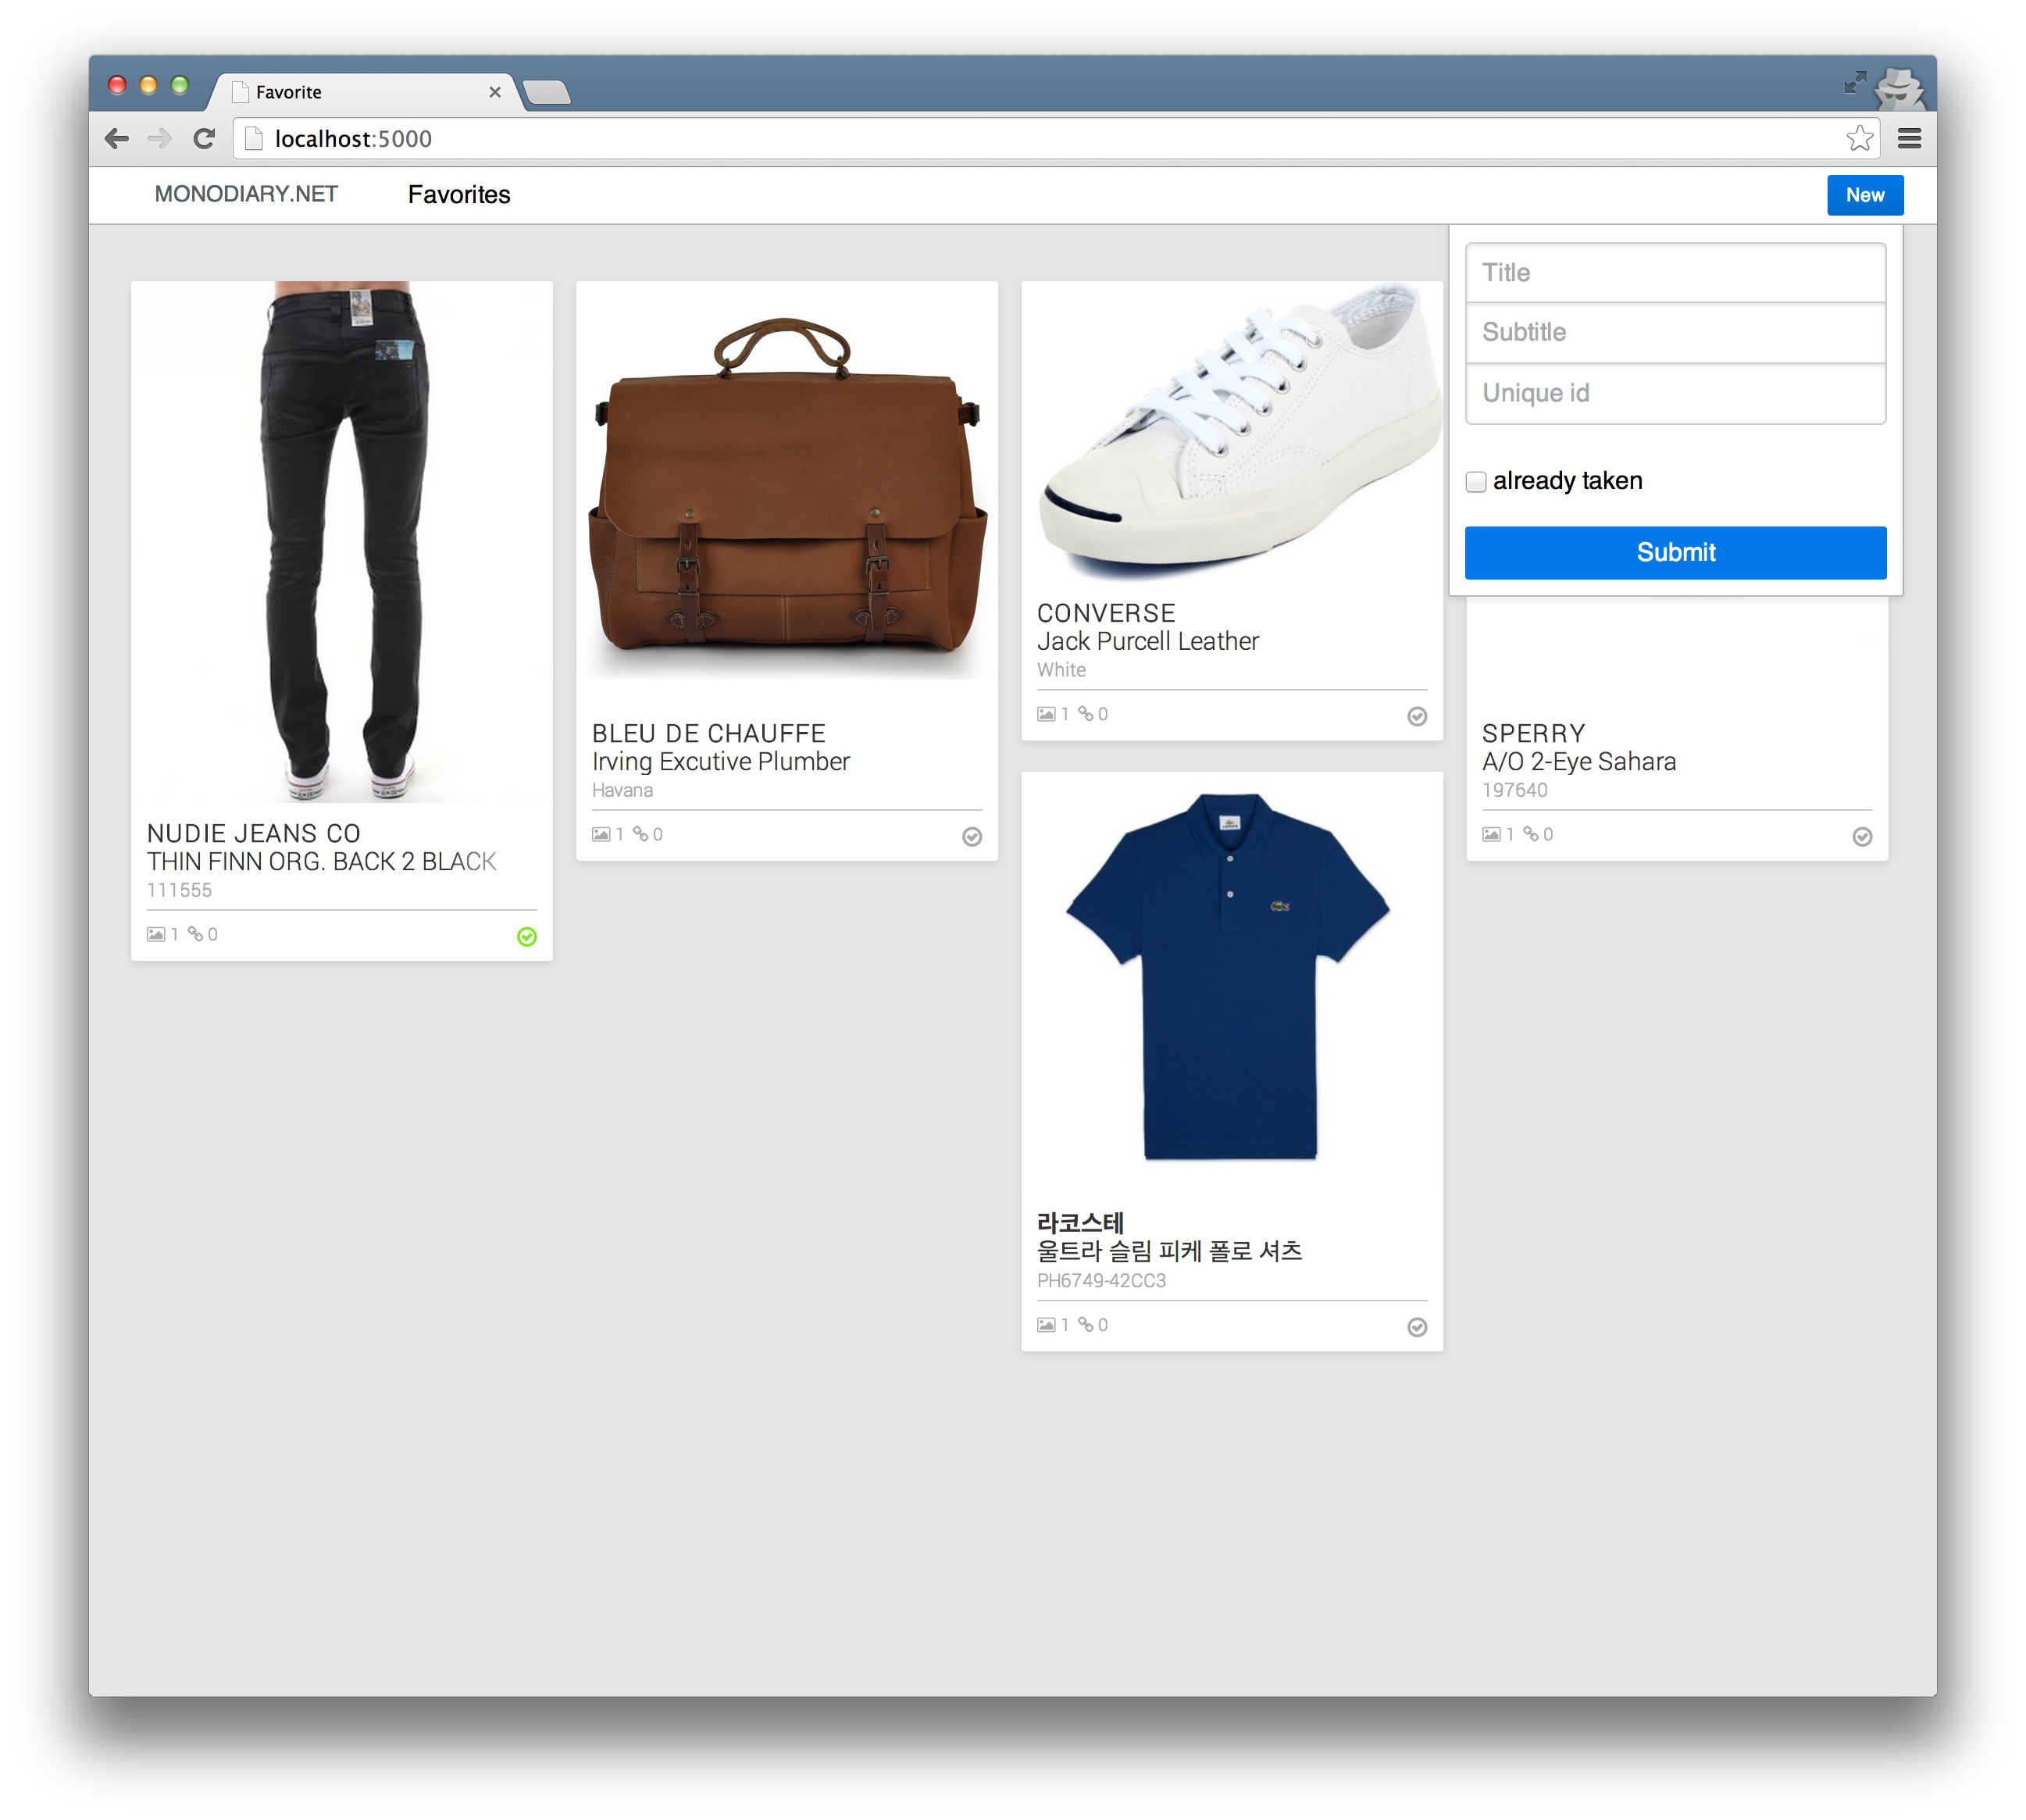 Favorite
localhost:5000
MONODIARY.NET
Favorites
New
Title
Subtitle
Unique id
already taken
Submit
NUDIE JEANS CO
THIN FINN ORG. BACK 2 BLACK
111555
1 0
BLEU DE CHAUFFE
Irving Excutive Plumber
Havana
1 0
CONVERSE
Jack Purcell Leather
White
1 0
SPERRY
A/O 2-Eye Sahara
197640
1 0
라코스테
울트라 슬림 피케 폴로 셔츠
PH6749-42CC3
1 0